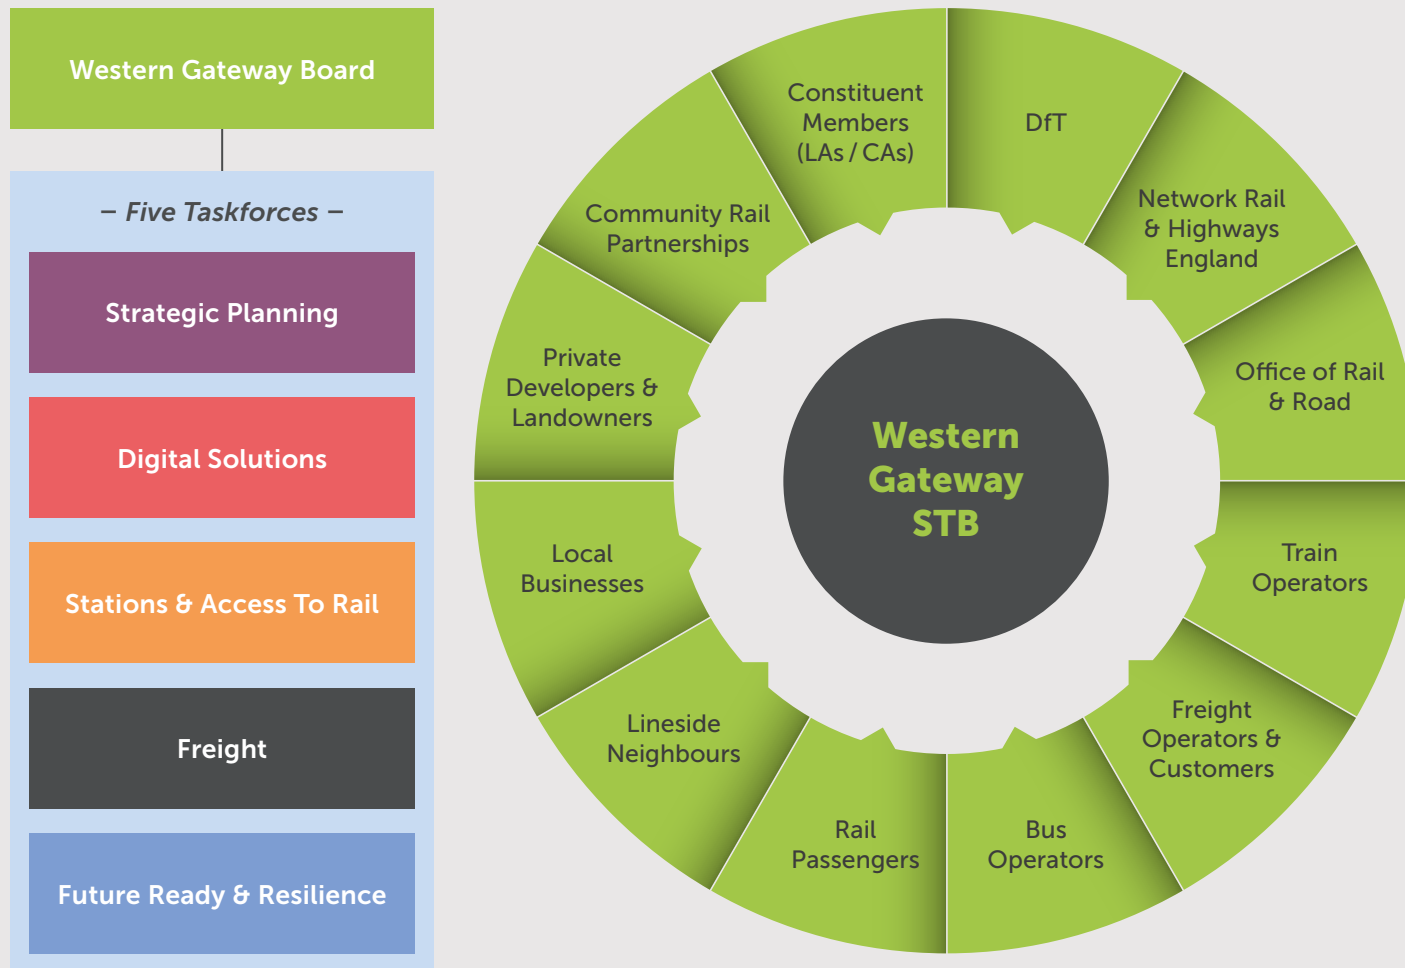 Western Gateway Board
– Five Taskforces –
Strategic Planning
Digital Solutions
Stations & Access To Rail
Freight
Future Ready & Resilience
Constituent
Members
(LAs / CAs)
DfT
Network Rail
& Highways
England
Office of Rail
& Road
Train
Operators
Freight
Operators &
Customers
Bus
Operators
Rail
Passengers
Lineside
Neighbours
Local
Businesses
Private
Developers &
Landowners
Community Rail
Partnerships
Western
Gateway
STB